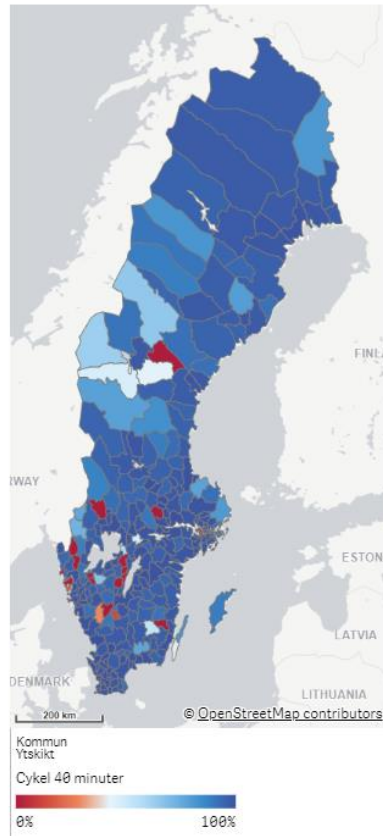 FINL
RWAY
ESTON
LATVIA
DENMARK
LITHUANIA
200 km
© OpenStreetMap contributors
Kommun
Ytskikt
Cykel 40 minuter
0% 100%